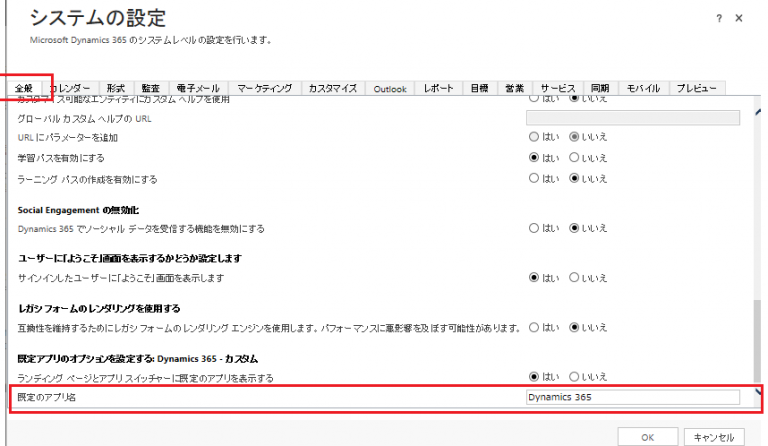 システムの設定
? ×
Microsoft Dynamics 365 のシステムレベルの設定を行います。
全般 カレンダー 形式 監査 電子メール マーケティング カスタマイズ Outlook レポート 目標 営業 サービス 同期 モバイル プレビュー
カスタマイズ可能なエンティティにカスタム ヘルプを使用 はい いいえ
グローバル カスタム ヘルプの URL
URL にパラメーターを追加 はい いいえ
学習パスを有効にする はい いいえ
ラーニング パスの作成を有効にする はい いいえ
Social Engagement の無効化
Dynamics 365 でソーシャル データを受信する機能を無効にする はい いいえ
ユーザーに「ようこそ」画面を表示するかどうか設定します
サインインしたユーザーに「ようこそ」画面を表示します はい いいえ
レガシ フォームのレンダリングを使用する
互換性を維持するためにレガシ フォームのレンダリング エンジンを使用します。パフォーマンスに悪影響を及ぼす可能性があります。 はい いいえ
既定アプリのオプションを設定する: Dynamics 365 - カスタム
ランディング ページとアプリ スイッチャーに既定のアプリを表示する はい いいえ
既定のアプリ名 Dynamics 365
OK キャンセル